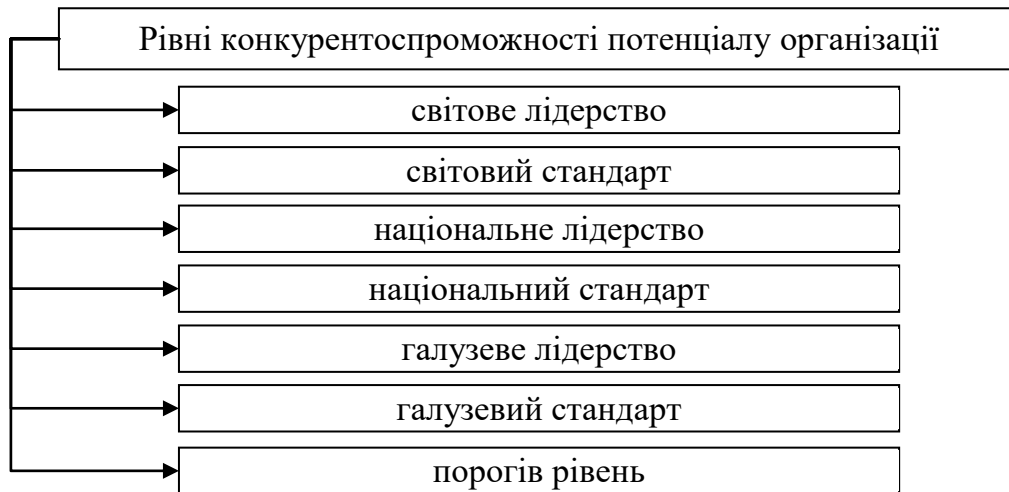 Рівні конкурентоспроможності потенціалу організації
світове лідерство
світовий стандарт
національне лідерство
національний стандарт
галузеве лідерство
галузевий стандарт
порогів рівень